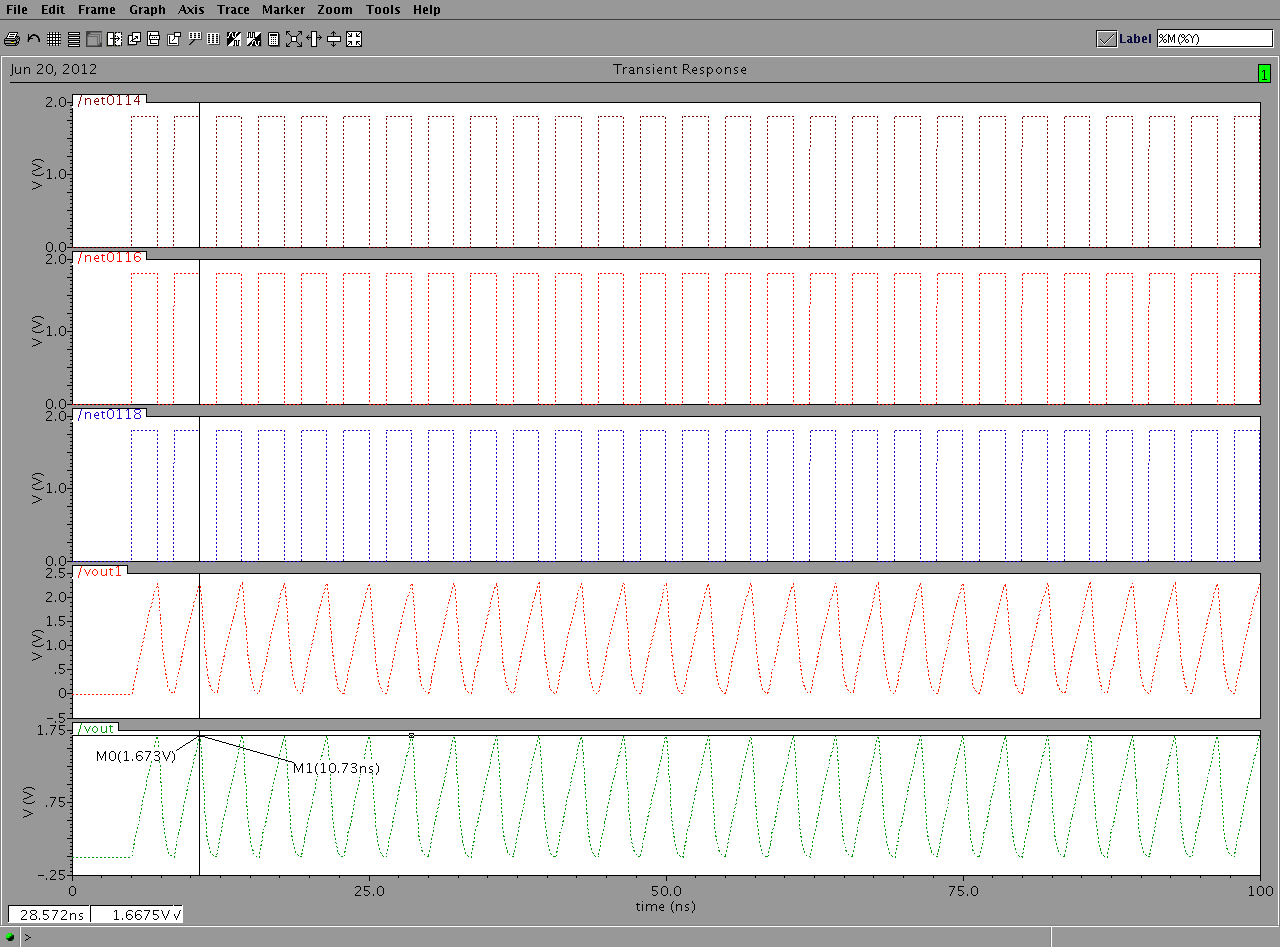 File Edit Frame Graph Axis Trace Marker Zoom Tools Help
Label %M(%Y)
Jun 20, 2012 Transient Response 1
/net0114
2.0
1.0
0.0
V (V)
/net0116
2.0
1.0
0.0
V (V)
/net0118
2.0
1.0
0.0
V (V)
/vout1
2.5
2.0
1.5
1.0
.5
0
-.5
V (V)
/vout
1.75
.75
-.25
V (V)
M0(1.673V)
M1(10.73ns)
0 25.0 50.0 75.0 100
time (ns)
28.572ns 1.6675V
>